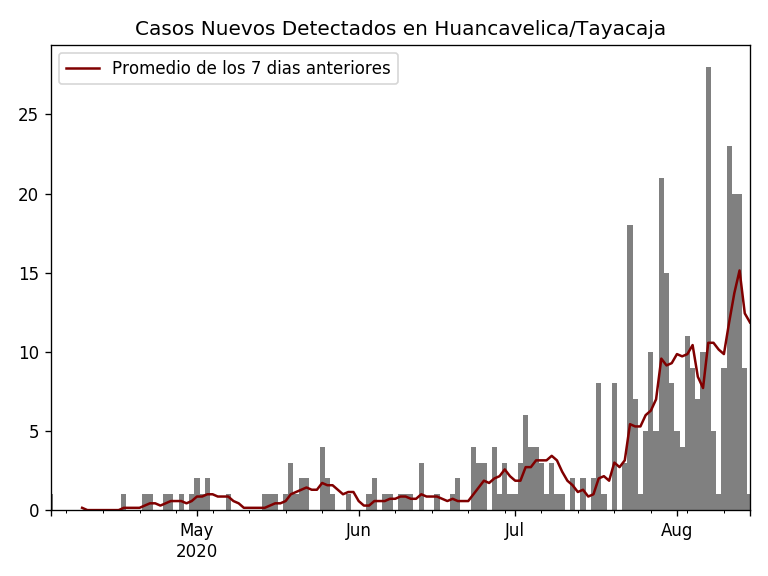 Casos Nuevos Detectados en Huancavelica/Tayacaja
Promedio de los 7 dias anteriores
25
20
15
10
5
0
May
2020
Jun
Jul
Aug